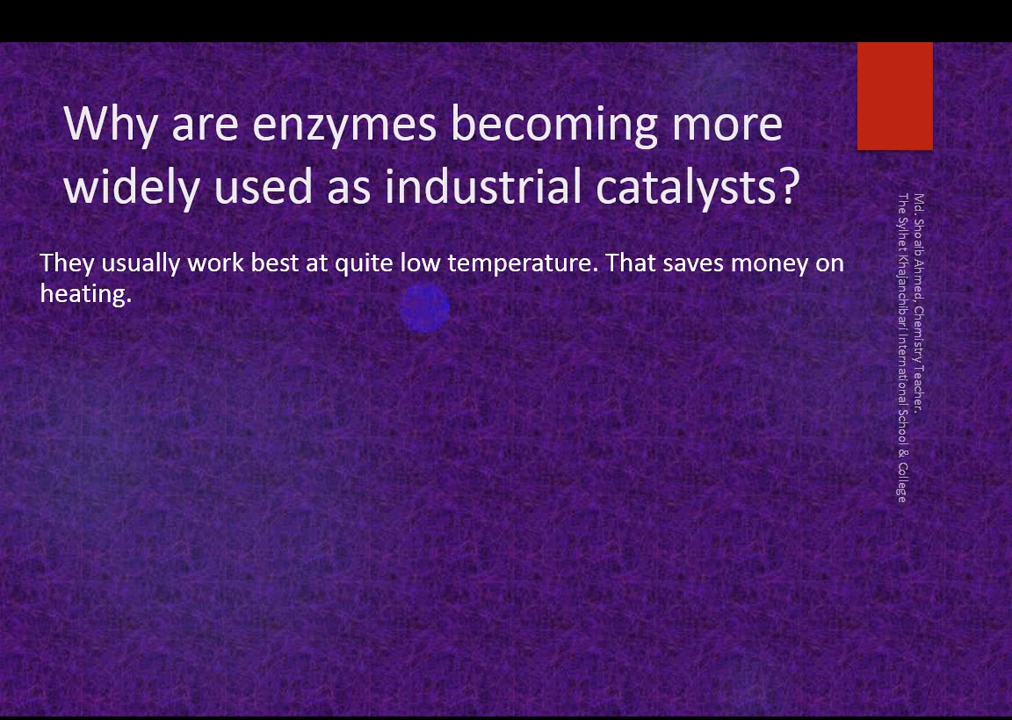 Why are enzymes becoming more
widely used as industrial catalysts?
They usually work best at quite low temperature. That saves money on
heating.
Md. Shoaib Ahmed, Chemistry Teacher.
The Sylhet Khajanchibari International School & College